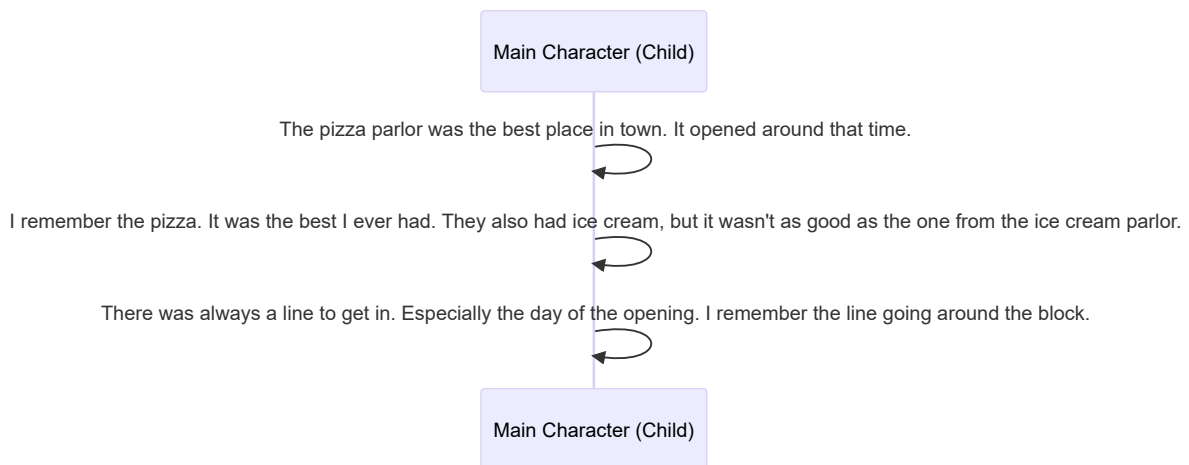 Main Character (Child)
The pizza parlor was the best place in town. It opened around that time.
I remember the pizza. It was the best I ever had. They also had ice cream, but it wasn't as good as the one from the ice cream parlor.
There was always a line to get in. Especially the day of the opening. I remember the line going around the block.
Main Character (Child)